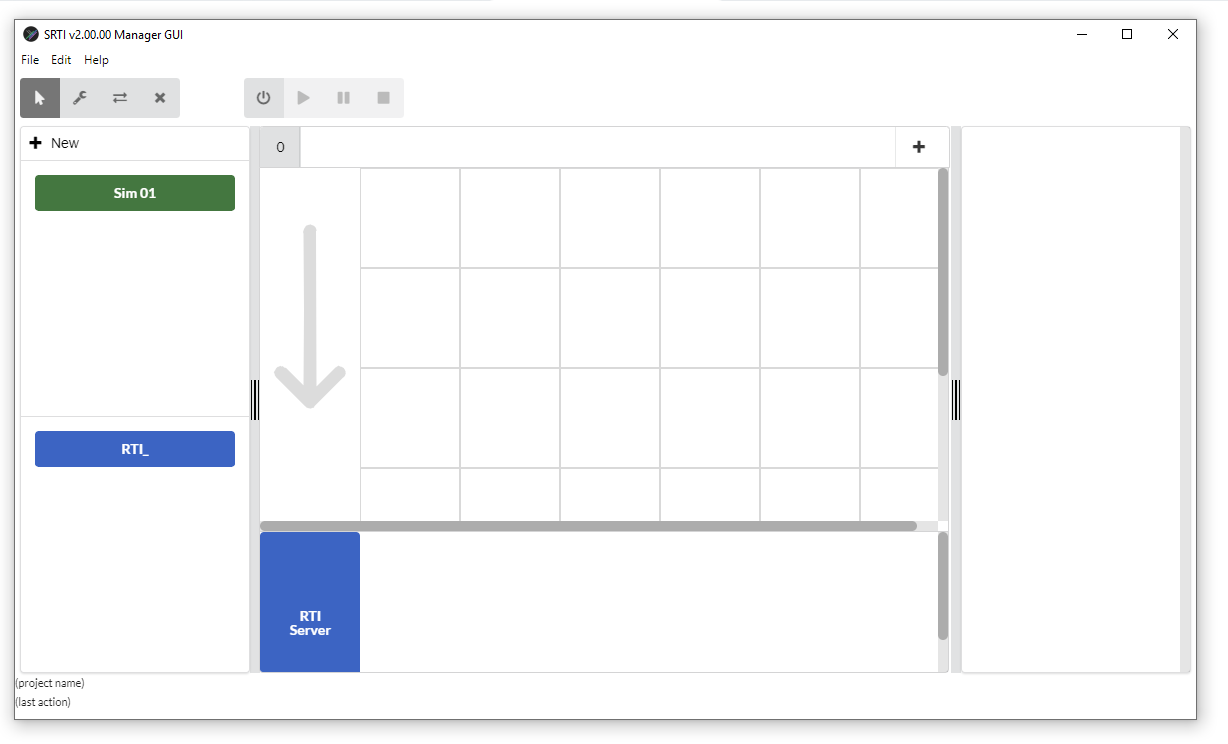 SRTI v2.00.00 Manager GUI
File Edit Help
New
0
Sim 01
RTI_
RTI
Server
(project name)
(last action)